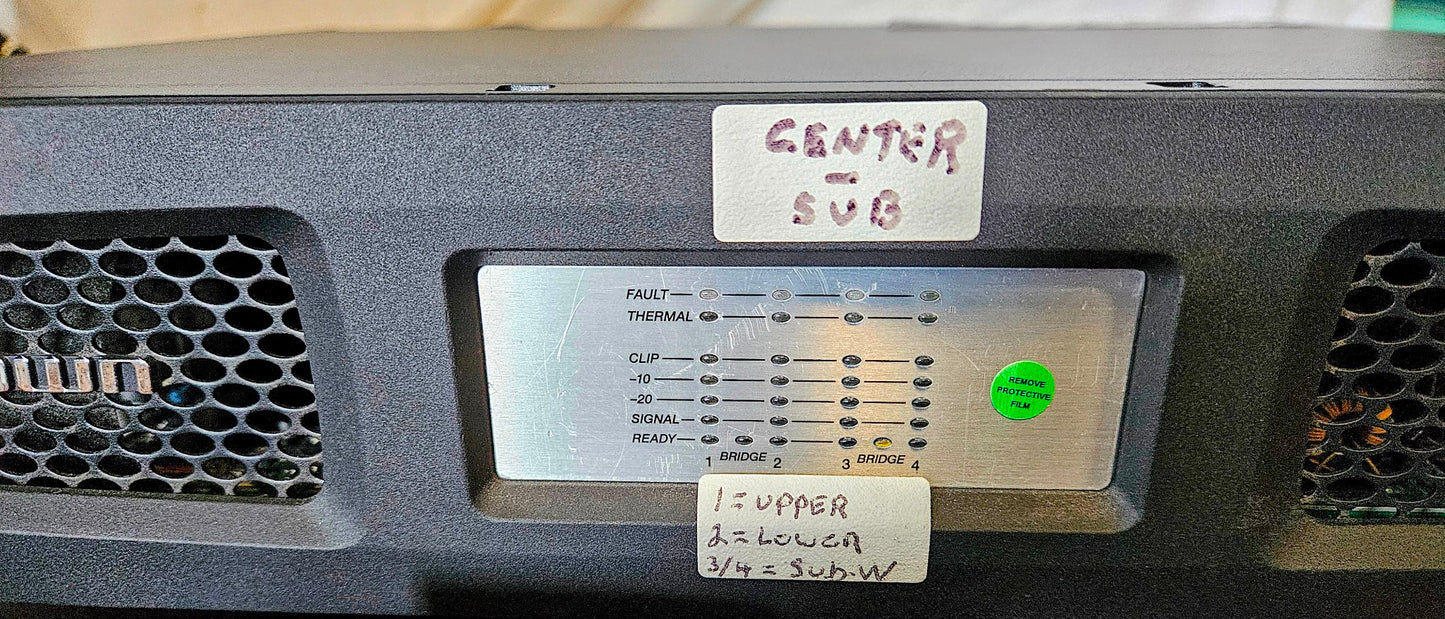 CENTER
-
SUB
FAULT
THERMAL
CLIP
-10
-20
SIGNAL
READY
1 BRIDGE 2 3 BRIDGE 4
REMOVE
PROTECTIVE
FILM
1 = UPPER
2 = LOWER
3/4 = SUB-W